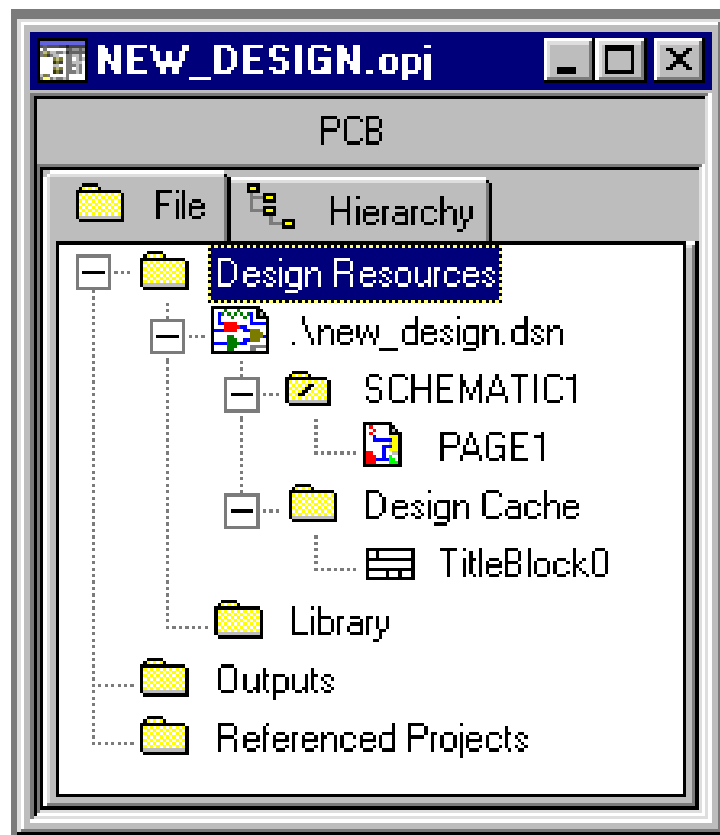 NEW_DESIGN.opj
PCB
File Hierarchy
Design Resources
.\new_design.dsn
SCHEMATIC1
PAGE1
Design Cache
TitleBlock0
Library
Outputs
Referenced Projects